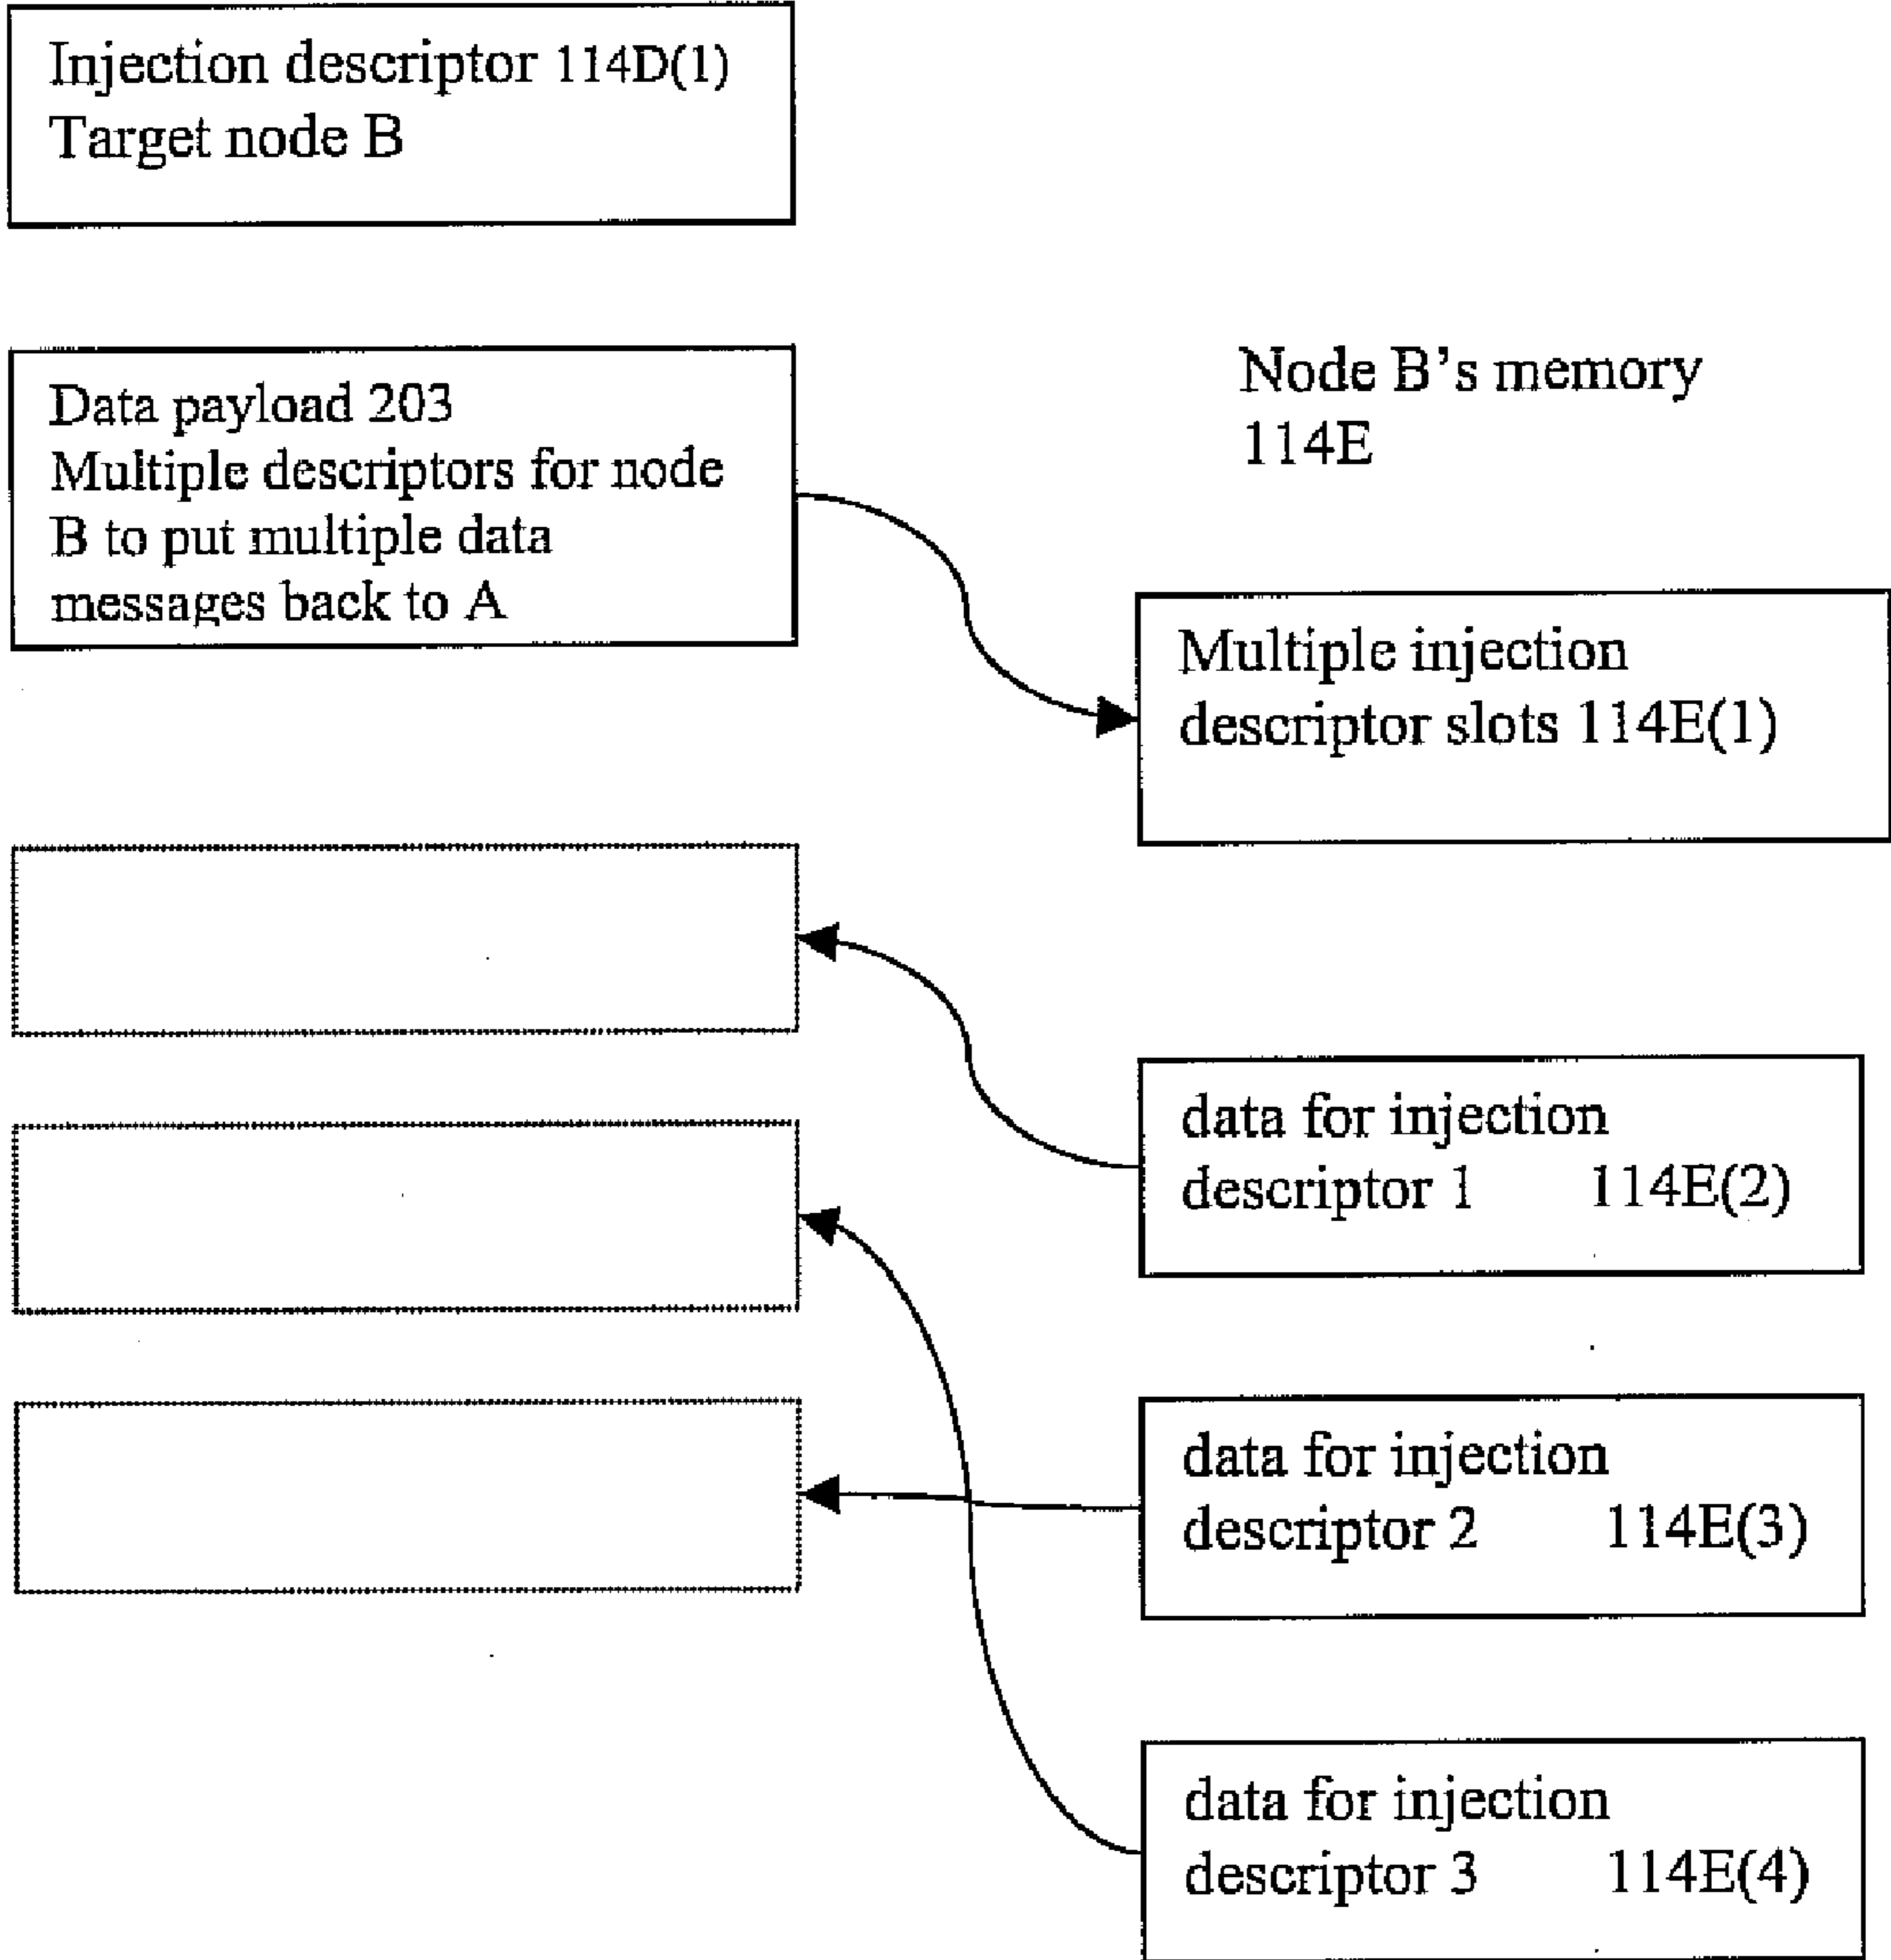 Injection descriptor 114D(1)
Target node B
Data payload 203
Multiple descriptors for node
B to put multiple data
messages back to A
Node B's memory
114E
Multiple injection
descriptor slots 114E(1)
data for injection
descriptor 1 114E(2)
data for injection
descriptor 2 114E(3)
data for injection
descriptor 3 114E(4)